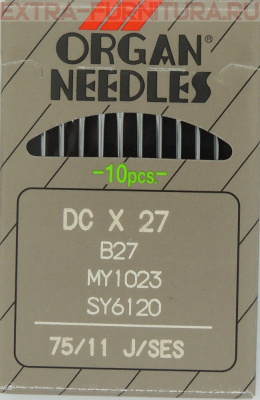 EXTRA-FURNITURA.RU
ORGAN®
NEEDLES
-10pcs.-
DC X 27
B27
MY1023
SY6120
75/11 J/SES